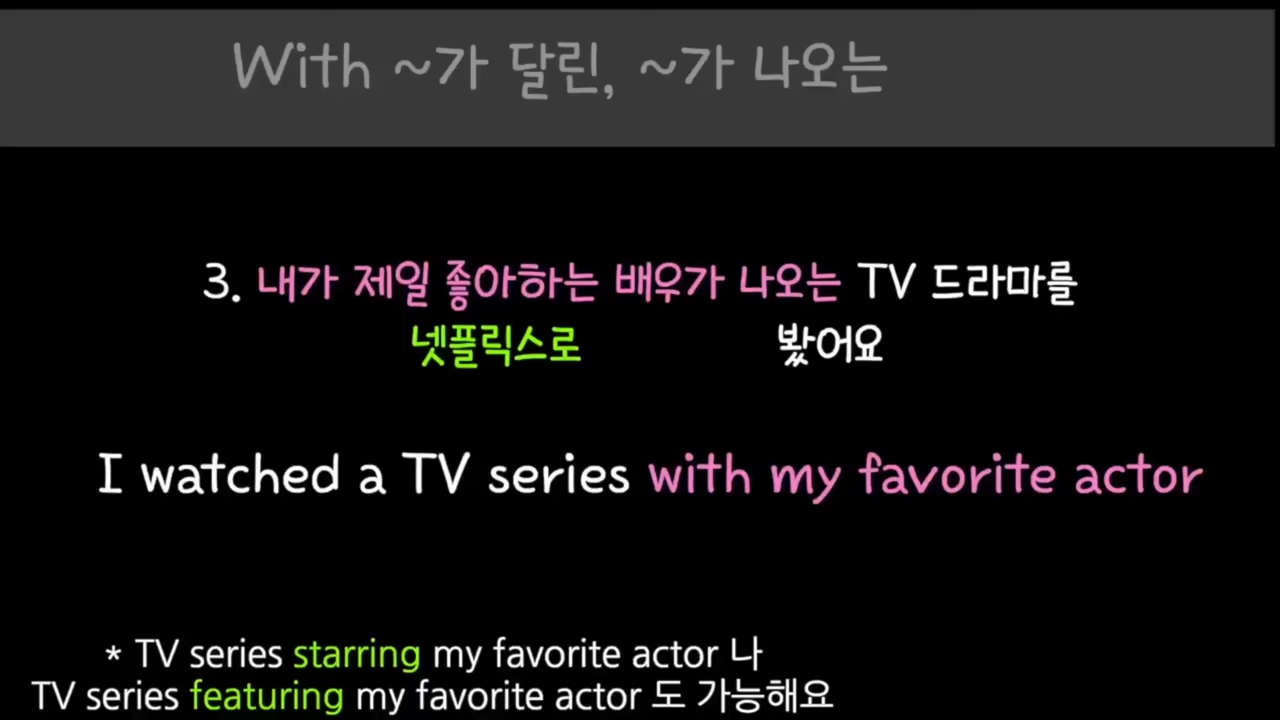 With ~가 달린, ~가 나오는
3. 내가 제일 좋아하는 배우가 나오는 TV 드라마를
넷플릭스로 봤어요
I watched a TV series with my favorite actor
* TV series starring my favorite actor 나
TV series featuring my favorite actor 도 가능해요